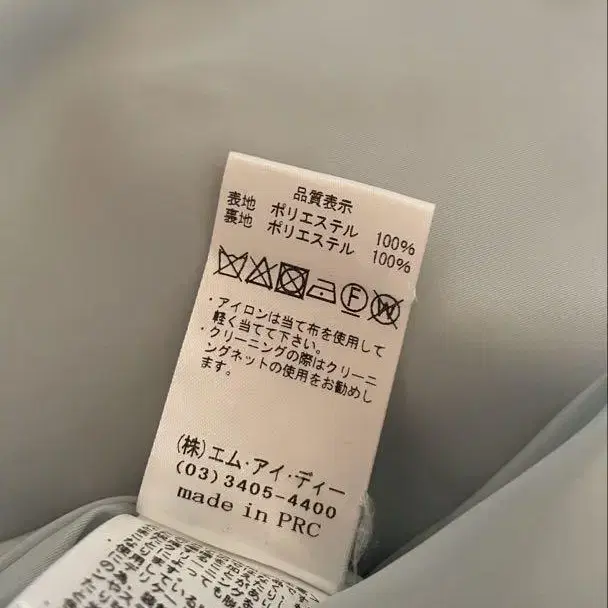 品質表示
表地 ポリエステル 100%
裏地 ポリエステル 100%
F W
・アイロンは当て布を使用して
軽く当てて下さい。
・クリーニングの際はクリーニ
ングネットの使用をお勧めし
ます。
(株)エム・アイ・ディー
(03)3405-4400
made in PRC